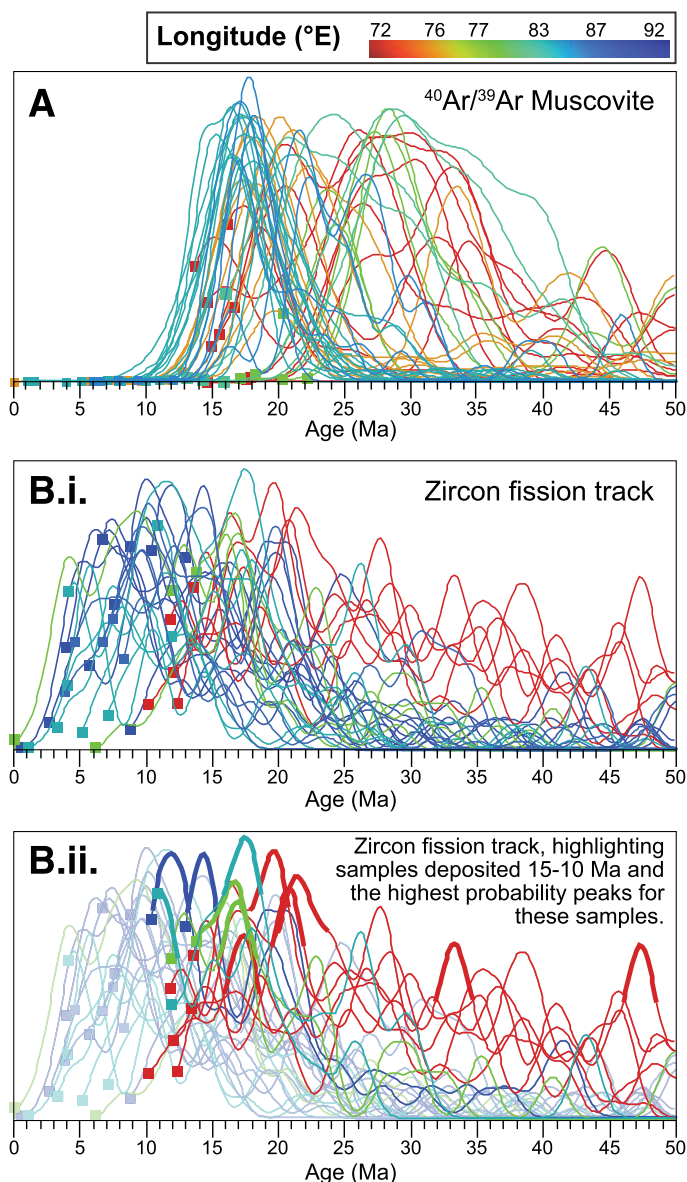 Longitude (°E)
72 76 77 83 87 92
A
⁴⁰Ar/³⁹Ar Muscovite
0 5 10 15 20 25 30 35 40 45 50
Age (Ma)
B.i.
Zircon fission track
0 5 10 15 20 25 30 35 40 45 50
Age (Ma)
B.ii.
Zircon fission track, highlighting
samples deposited 15-10 Ma and
the highest probability peaks for
these samples.
0 5 10 15 20 25 30 35 40 45 50
Age (Ma)